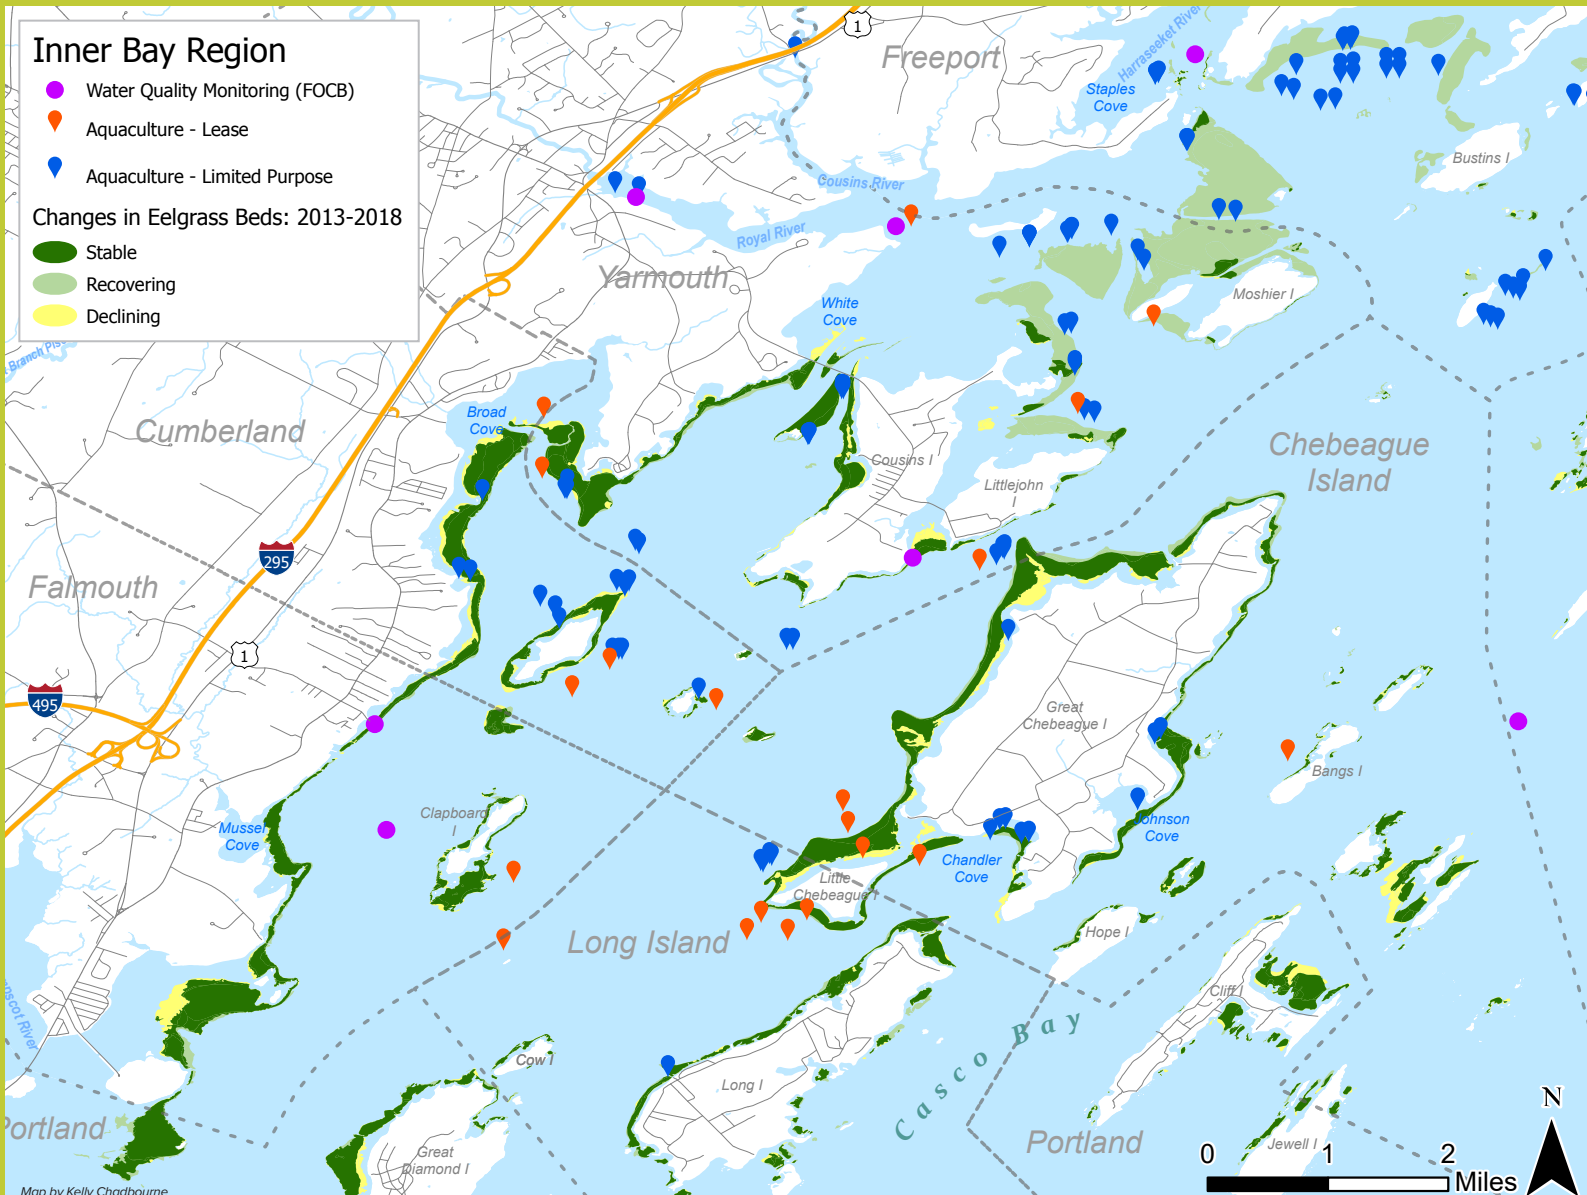 Inner Bay Region
Water Quality Monitoring (FOCB)
Aquaculture - Lease
Aquaculture - Limited Purpose
Changes in Eelgrass Beds: 2013-2018
Stable
Recovering
Declining
1
Freeport
Harraseket River
Staples
Cove
Bustins I
Cousins River
Royal River
Yarmouth
White
Cove
Moshier I
Branch
Cumberland
Broad
Cove
Cousins I
Littlejohn
I
Chebeague
Island
295
Falmouth
1
495
Great
Chebeague I
Bangs I
Mussel
Cove
Clapboard
I
Johnson
Cove
Chandler
Cove
Little
Chebeague I
Hope I
Long Island
Cliff I
River
Casco Bay
Cow I
Long I
Portland
Great
Diamond I
Portland
Jewell I
N
0 1 2
Miles
Map by Kelly Chadbourne